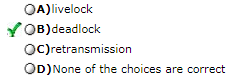 A)livelock
B)deadlock
C)retransmission
D)None of the choices are correct